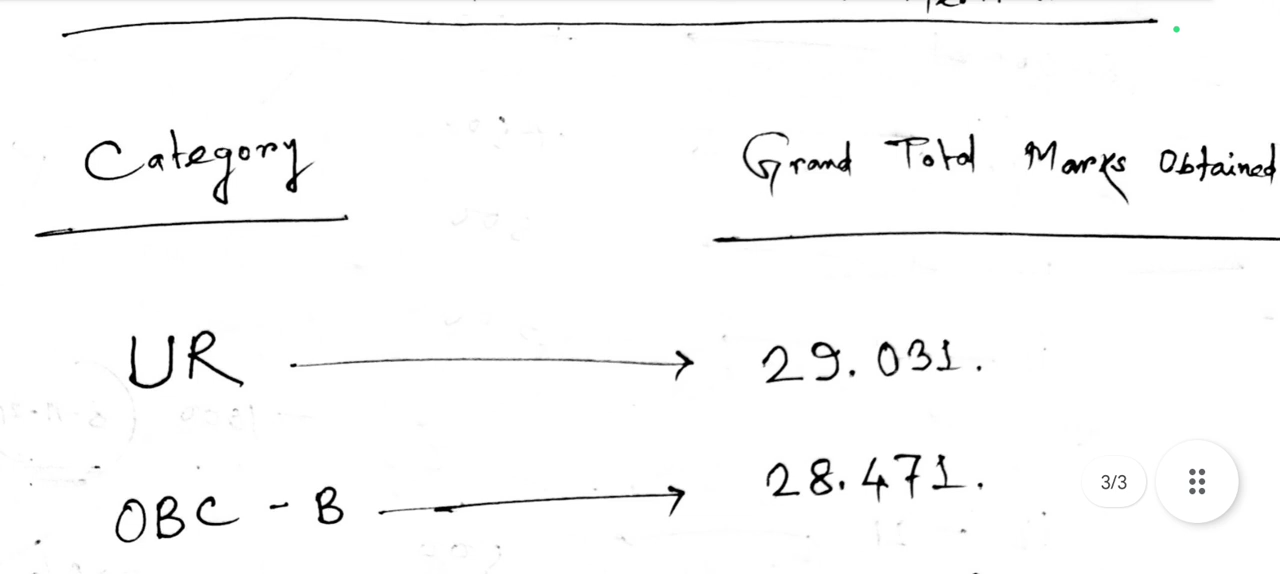 Category Grand Total Marks Obtained
UR → 29.031.
OBC - B → 28.471.
3/3